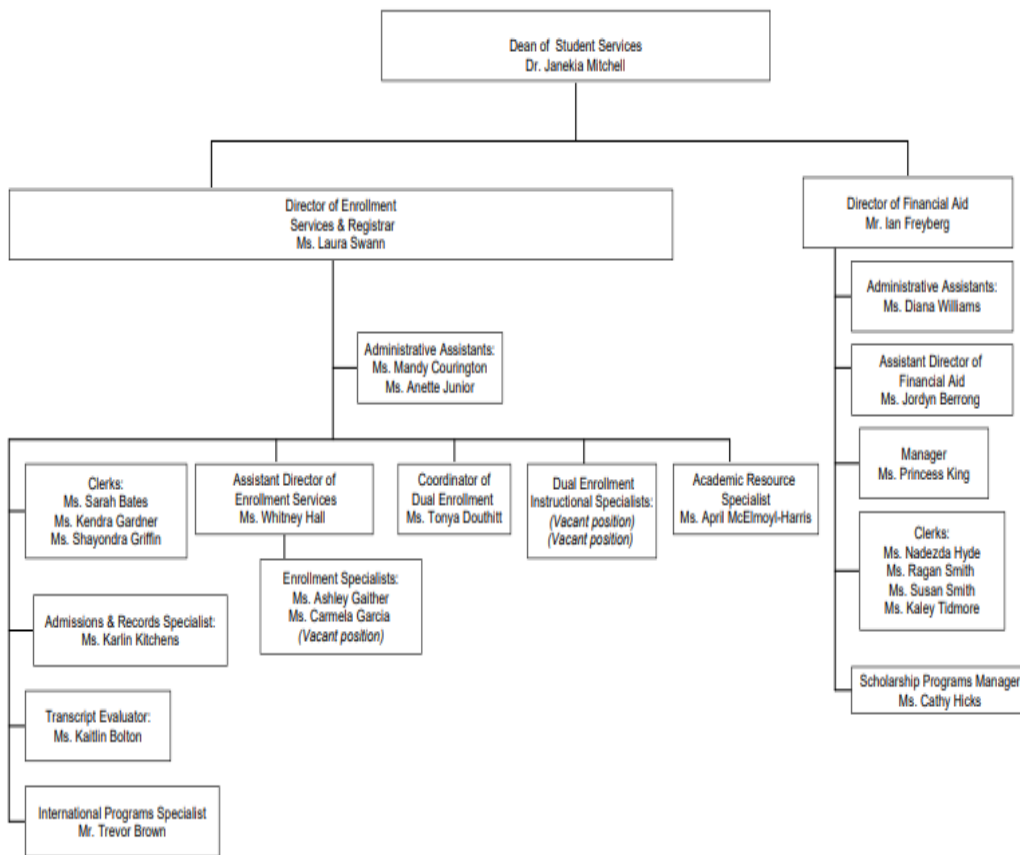 Dean of Student Services
Dr. Janekia Mitchell
Director of Enrollment
Services & Registrar
Ms. Laura Swann
Director of Financial Aid
Mr. Ian Freyberg
Administrative Assistants:
Ms. Mandy Courington
Ms. Anette Junior
Clerks:
Ms. Sarah Bates
Ms. Kendra Gardner
Ms. Shayondra Griffin
Assistant Director of
Enrollment Services
Ms. Whitney Hall
Coordinator of
Dual Enrollment
Ms. Tonya Douthitt
Dual Enrollment
Instructional Specialists:
(Vacant position)
(Vacant position)
Academic Resource
Specialist
Ms. April McElmoyl-Harris
Enrollment Specialists:
Ms. Ashley Gaither
Ms. Carmela Garcia
(Vacant position)
Admissions & Records Specialist:
Ms. Karlin Kitchens
Transcript Evaluator:
Ms. Kaitlin Bolton
International Programs Specialist
Mr. Trevor Brown
Administrative Assistants:
Ms. Diana Williams
Assistant Director of
Financial Aid
Ms. Jordyn Berrong
Manager
Ms. Princess King
Clerks:
Ms. Nadezda Hyde
Ms. Ragan Smith
Ms. Susan Smith
Ms. Kaley Tidmore
Scholarship Programs Manager
Ms. Cathy Hicks